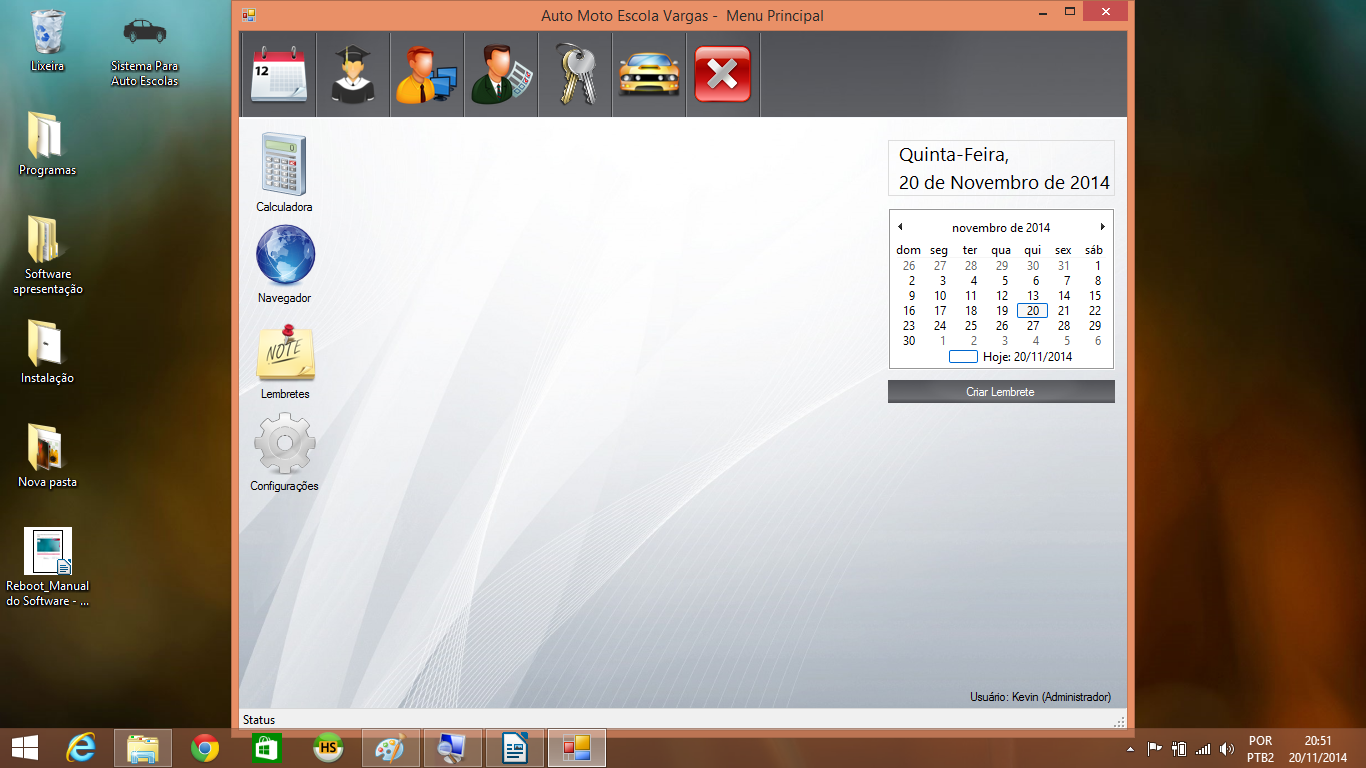 Lixeira
Sistema Para
Auto Escolas
Programas
Software
apresentação
Instalação
Nova pasta
Reboot_Manual
do Software - ...
Auto Moto Escola Vargas -  Menu Principal
12
Calculadora
Navegador
NOTE
Lembretes
Configurações
Quinta-Feira,
20 de Novembro de 2014
novembro de 2014
dom seg ter qua qui sex sáb
26 27 28 29 30 31 1
2 3 4 5 6 7 8
9 10 11 12 13 14 15
16 17 18 19 20 21 22
23 24 25 26 27 28 29
30 1 2 3 4 5 6
Hoje: 20/11/2014
Criar Lembrete
Usuário: Kevin (Administrador)
Status
HS
POR
PTB2
20:51
20/11/2014